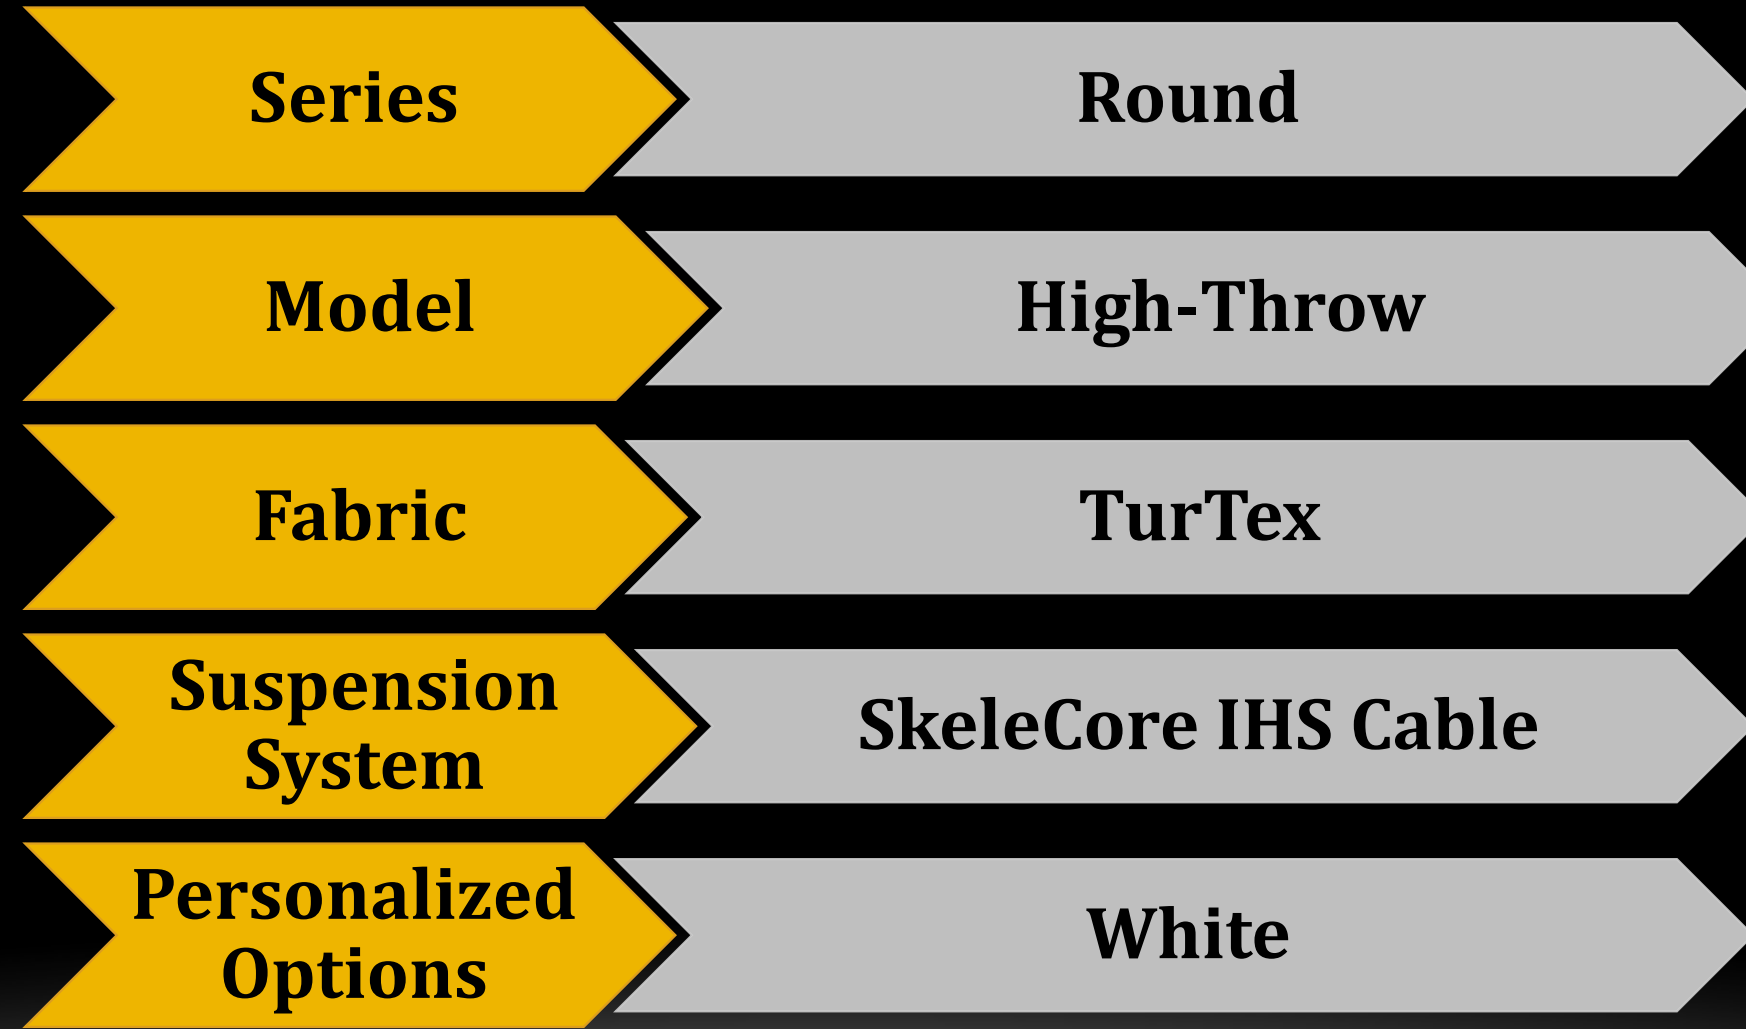 Series
Round
Model
High-Throw
Fabric
TurTex
Suspension
System
SkeleCore IHS Cable
Personalized
Options
White